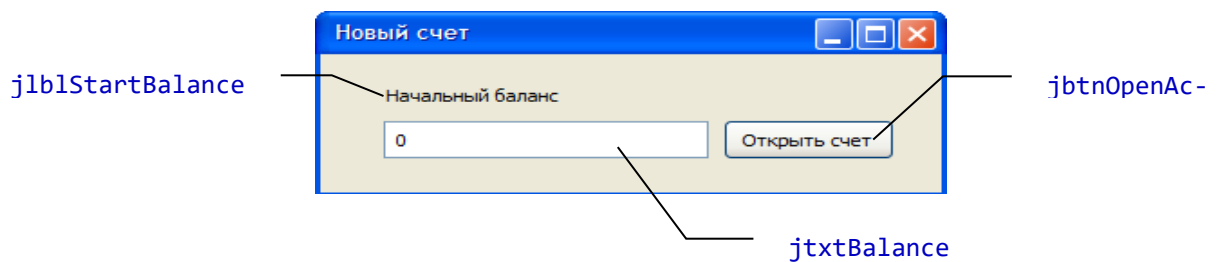 Новый счет
jlblStartBalance
jbtnOpenAc-
Начальный баланс
0
Открыть счет
jtxtBalance